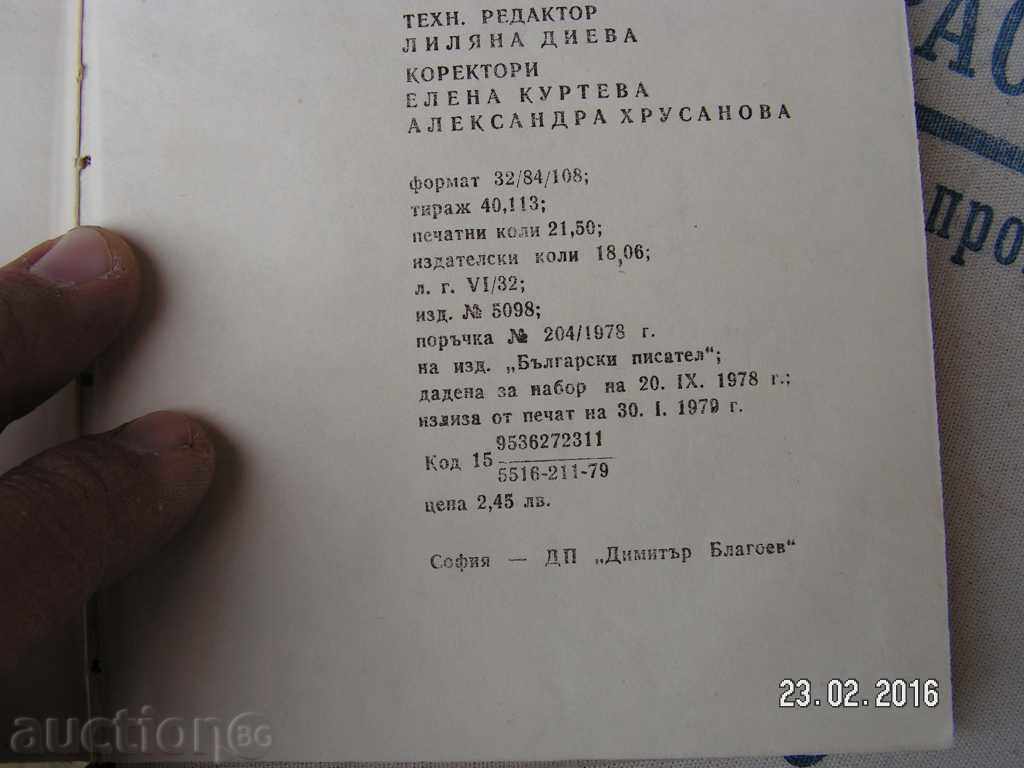 ТЕХН. РЕДАКТОР
ЛИЛЯНА ДИЕВА
КОРЕКТОРИ
ЕЛЕНА КУРТЕВА
АЛЕКСАНДРА ХРУСАНОВА
формат 32/84/108;
тираж 40,113;
печатни коли 21,50;
издателски коли 18,06;
л. г. VI/32;
изд. № 5098;
поръчка № 204/1978 г.
на изд. „Български писател“;
дадена за набор на 20. IX. 1978 г.;
излиза от печат на 30. I. 1979 г.
Код 15 9536272311
5516-211-79
цена 2,45 лв.
София — ДП „Димитър Благоев“
23.02.2016
auction BG